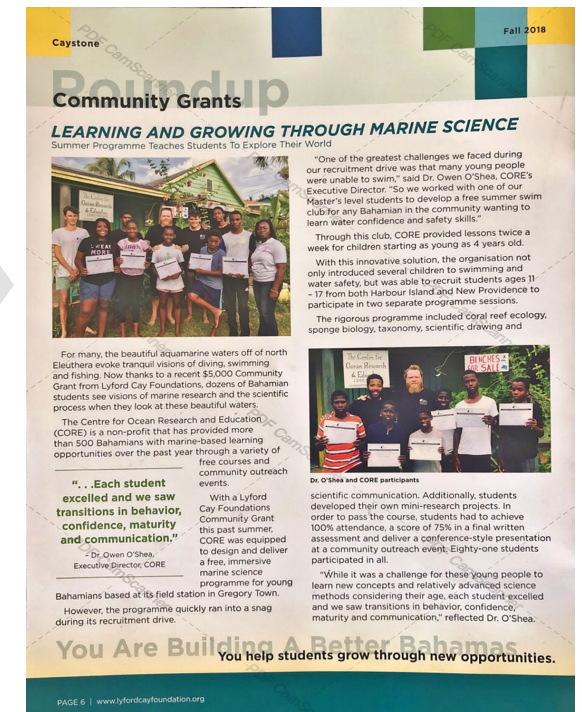 Caystone
Fall 2018
Roundup
Community Grants
LEARNING AND GROWING THROUGH MARINE SCIENCE
Summer Programme Teaches Students To Explore Their World
The Centre for
Ocean Research
& Education
For many, the beautiful aquamarine waters off of north
Eleuthera evoke tranquil visions of diving, swimming
and fishing. Now thanks to a recent $5,000 Community
Grant from Lyford Cay Foundations, dozens of Bahamian
students see visions of marine research and the scientific
process when they look at these beautiful waters.
The Centre for Ocean Research and Education
(CORE) is a non-profit that has provided more
than 500 Bahamians with marine-based learning
opportunities over the past year through a variety of
free courses and
community outreach
events.
"...Each student
excelled and we saw
transitions in behavior,
confidence, maturity
and communication."
- Dr. Owen O'Shea,
Executive Director, CORE
With a Lyford
Cay Foundations
Community Grant
this past summer,
CORE was equipped
to design and deliver
a free, immersive
marine science
programme for young
Bahamians based at its field station in Gregory Town.
However, the programme quickly ran into a snag
during its recruitment drive.
"One of the greatest challenges we faced during
our recruitment drive was that many young people
were unable to swim," said Dr. Owen O'Shea, CORE's
Executive Director. "So we worked with one of our
Master's level students to develop a free summer swim
club for any Bahamian in the community wanting to
learn water confidence and safety skills."
Through this club, CORE provided lessons twice a
week for children starting as young as 4 years old.
With this innovative solution, the organisation not
only introduced several children to swimming and
water safety, but was able to recruit students ages 11
– 17 from both Harbour Island and New Providence to
participate in two separate programme sessions.
The rigorous programme included coral reef ecology,
sponge biology, taxonomy, scientific drawing and
The Centre for
Ocean Research
& Education
BENCHES
FOR SALE
Dr. O'Shea and CORE participants
scientific communication. Additionally, students
developed their own mini-research projects. In
order to pass the course, students had to achieve
100% attendance, a score of 75% in a final written
assessment and deliver a conference-style presentation
at a community outreach event. Eighty-one students
participated in all.
"While it was a challenge for these young people to
learn new concepts and relatively advanced science
methods considering their age, each student excelled
and we saw transitions in behavior, confidence,
maturity and communication," reflected Dr. O'Shea.
You Are Building A Better Bahamas
You help students grow through new opportunities.
PAGE 6 | www.lyfordcayfoundation.org
PDF CamScanner